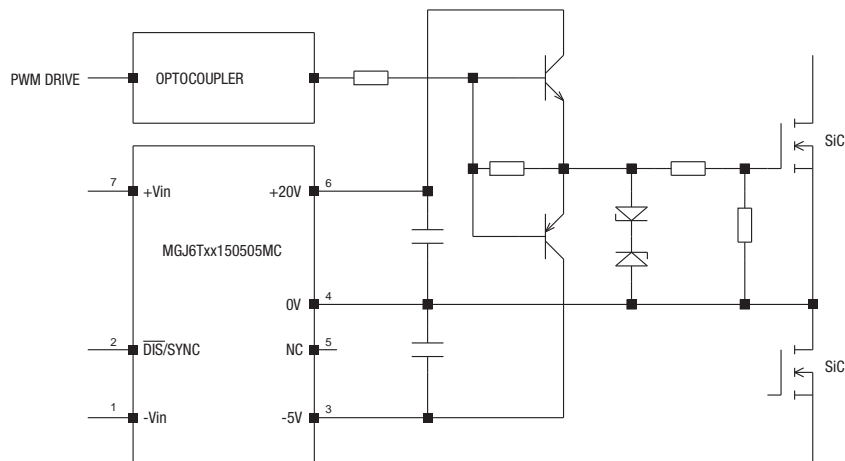 PWM DRIVE
OPTOCOUPLER
SiC
7
+Vin
+20V
6
MGJ6Txx150505MC
0V
4
2
DIS/SYNC
NC
5
SiC
1
-Vin
-5V
3